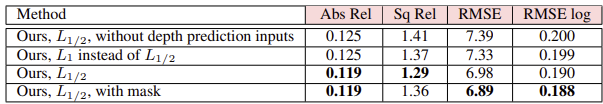 Method Abs Rel Sq Rel RMSE RMSE log
Ours, L1/2, without depth prediction inputs 0.125 1.41 7.39 0.200
Ours, L1 instead of L1/2 0.125 1.37 7.33 0.199
Ours, L1/2 0.119 1.29 6.98 0.190
Ours, L1/2, with mask 0.119 1.36 6.89 0.188